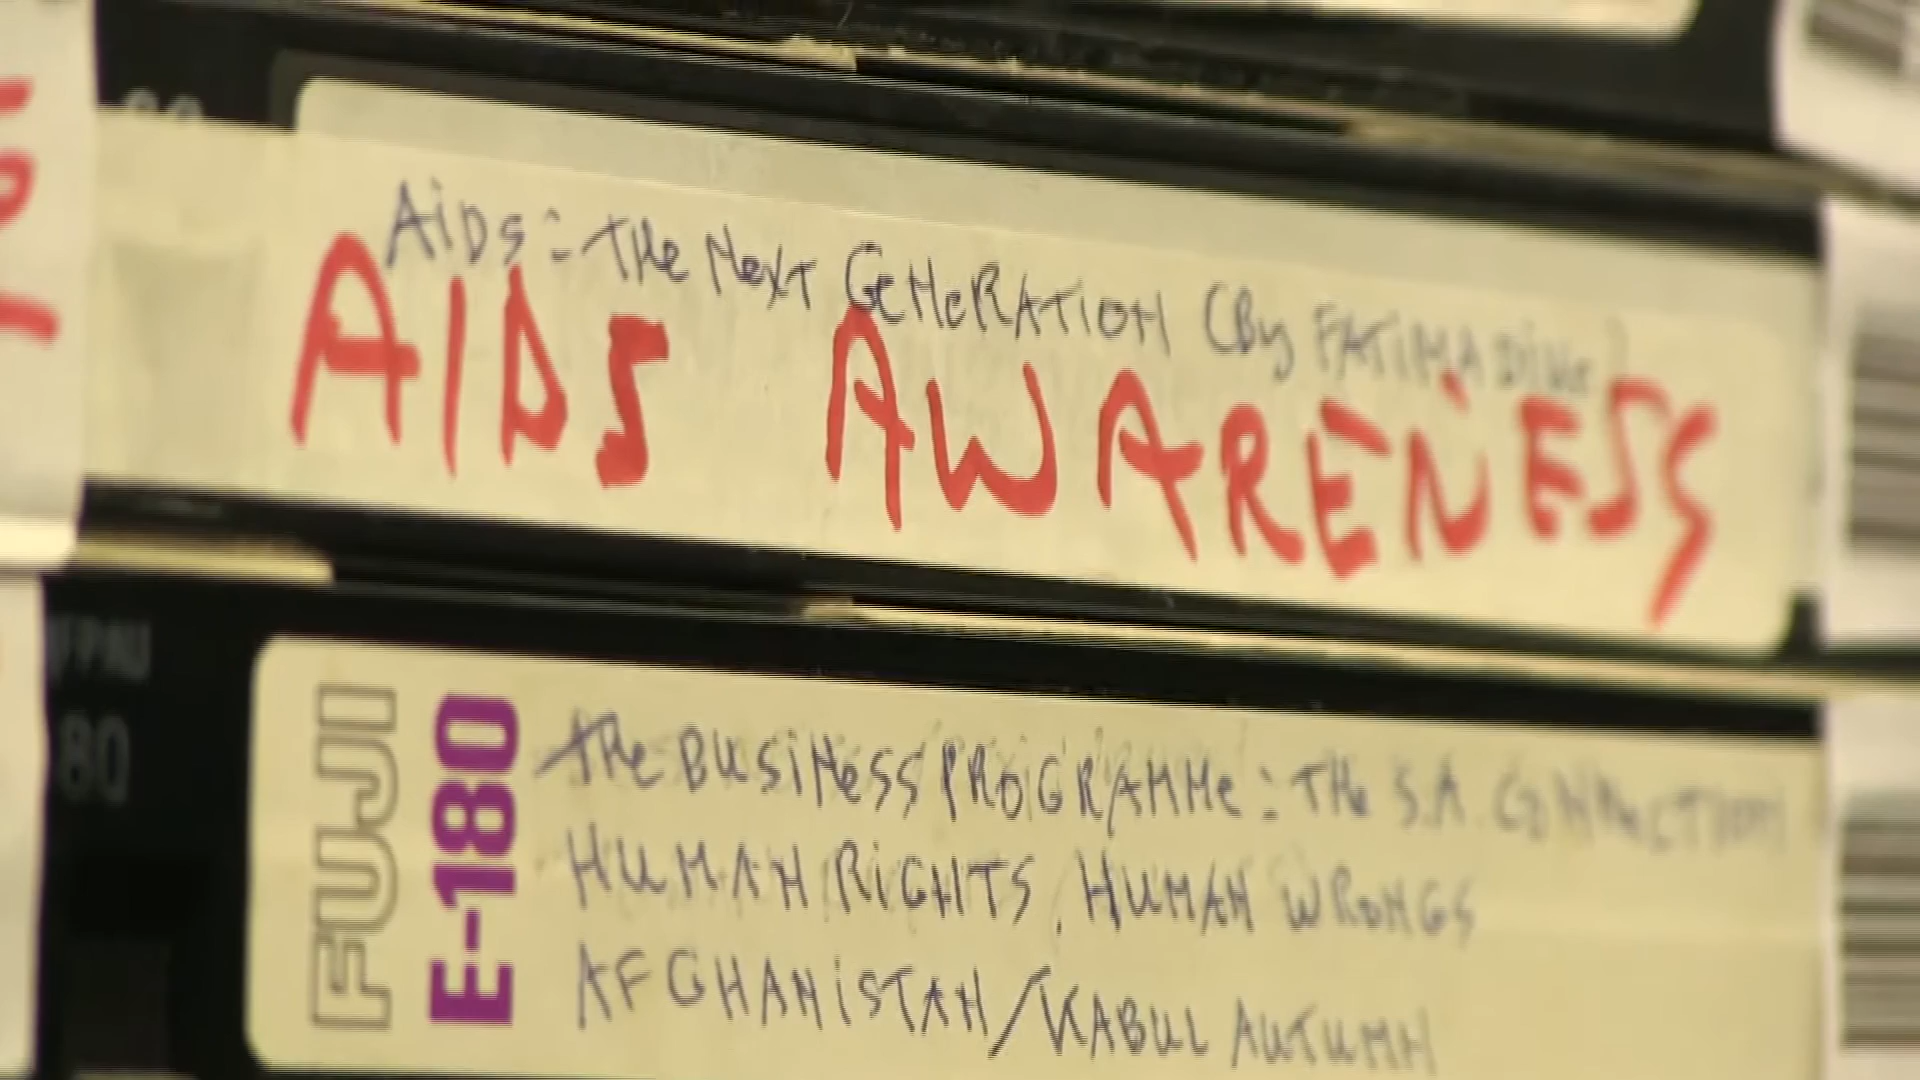 AIDS: THE NEXT GENERATION (BY FATIMA DIKE)
AIDS AWARENESS
FUJI
E-180
THE BUSINESS PROGRAMME: THE S.A. CONNECTION
HUMAN RIGHTS, HUMAN WRONGS
AFGHANISTAN/KABUL AUTUMN
80